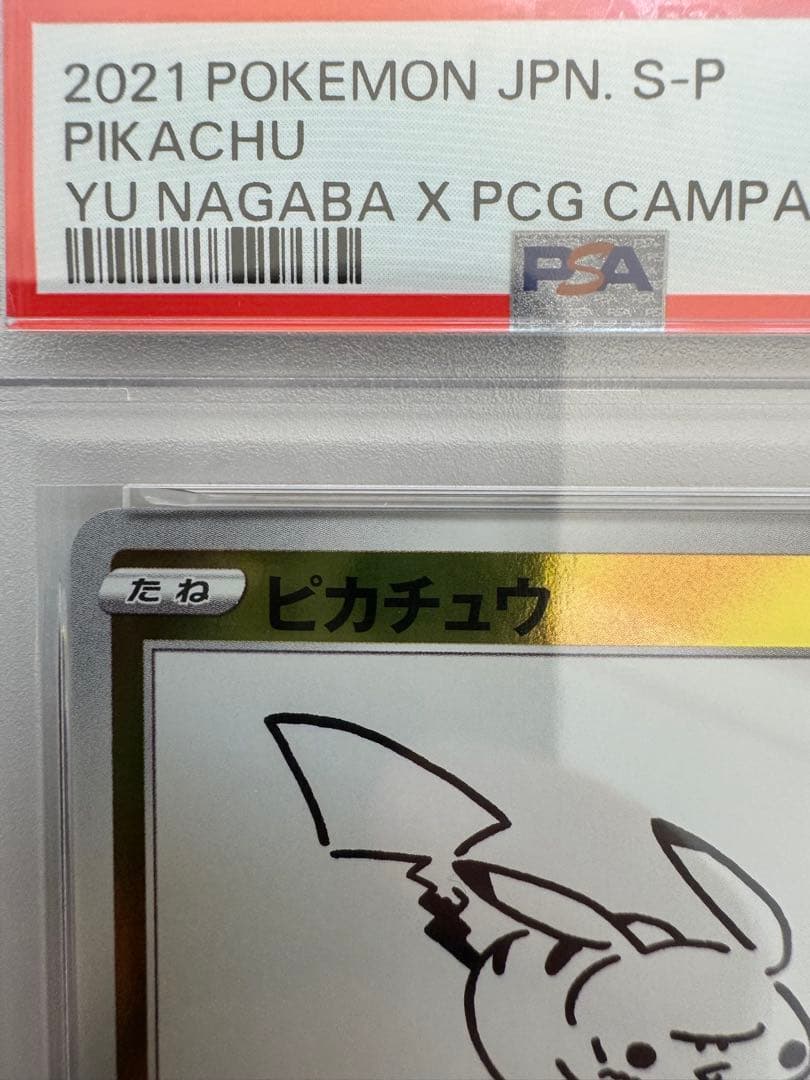 2021 POKEMON JPN. S-P
PIKACHU
YU NAGABA X PCG CAMPA
PSA
たね
ピカチュウ